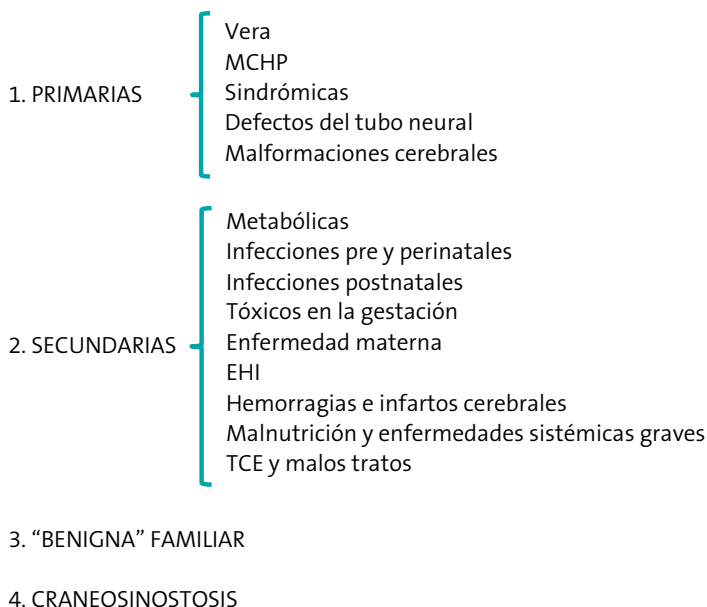 1. PRIMARIAS
Vera
MCHP
Sindrómicas
Defectos del tubo neural
Malformaciones cerebrales
2. SECUNDARIAS
Metabólicas
Infecciones pre y perinatales
Infecciones postnatales
Tóxicos en la gestación
Enfermedad materna
EHI
Hemorragias e infartos cerebrales
Malnutrición y enfermedades sistémicas graves
TCE y malos tratos
3. “BENIGNA” FAMILIAR
4. CRANEOSINOSTOSIS